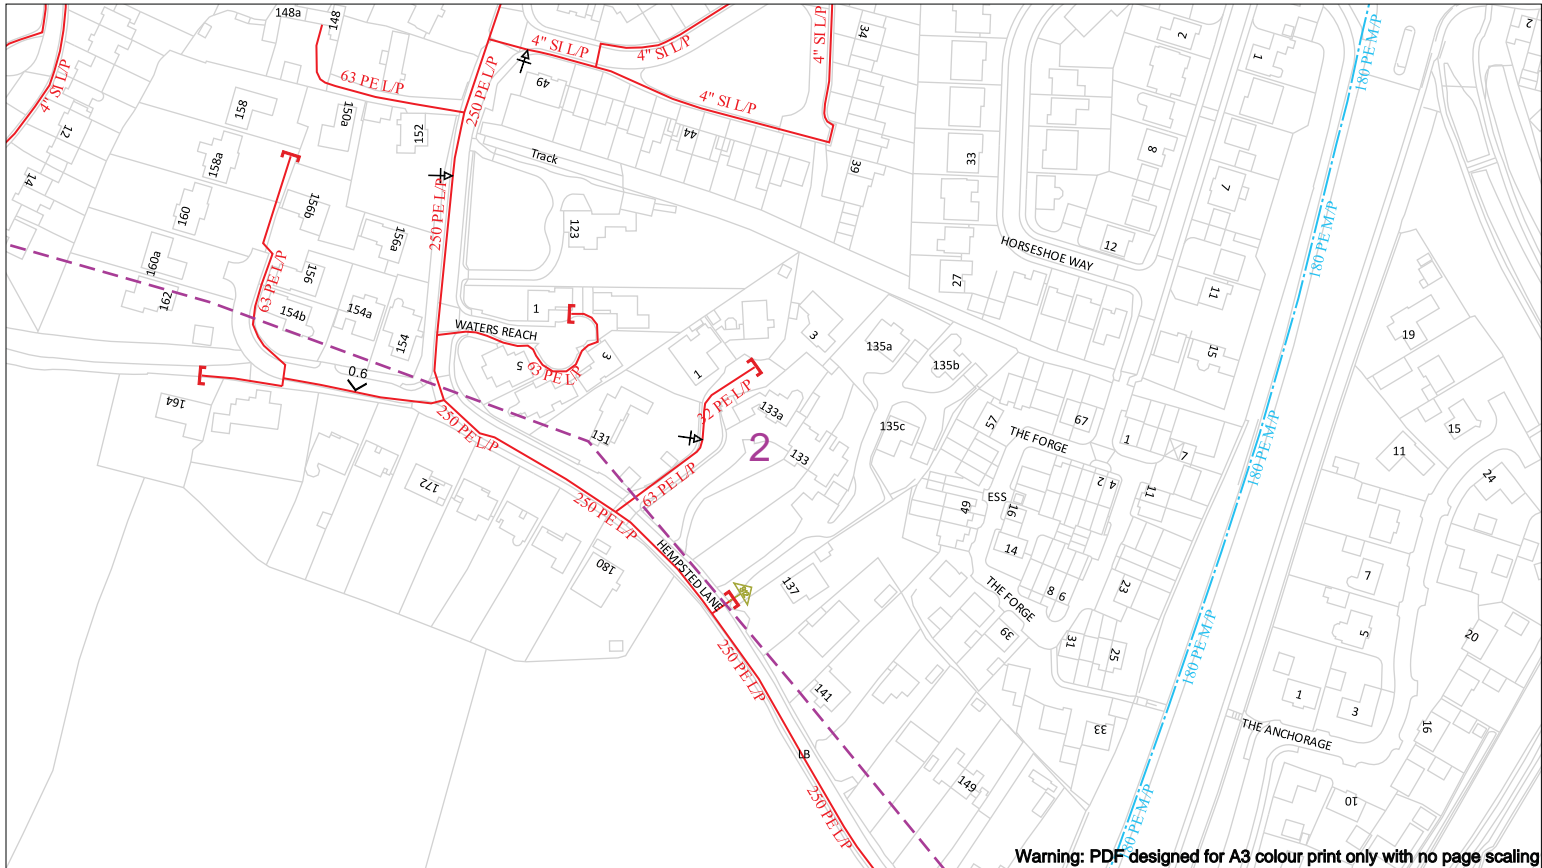 148a
148
4" SI L/P
4" SI L/P
4" SI L/P
34
2
1
180 PE M/P
2
63 PE L/P
250 PE L/P
49
4" SI L/P
158
150a
152
4" SI L/P
12
44
Track
39
33
8
7
158a
14
160
156b
156a
123
250 PE L/P
12
HORSESHOE WAY
180 PE M/P
160a
162
156
63 PE L/P
154b
154a
154
1
WATERS REACH
27
11
19
3
5
63 PE L/P
3
1
135a
135b
15
0.6
164
250 PE L/P
131
32 PE L/P
133a
133
2
135c
57
67
THE FORGE
1
7
11
15
24
180 PE M/P
172
63 PE L/P
250 PE L/P
49
ESS
16
2
4
11
14
180
HEMPSTED LANE
137
THE FORGE
8
6
23
7
39
31
25
5
20
250 PE L/P
180 PE M/P
141
1
3
16
THE ANCHORAGE
33
LB
149
250 PE L/P
180 PE M/P
10
Warning: PDF designed for A3 colour print only with no page scaling